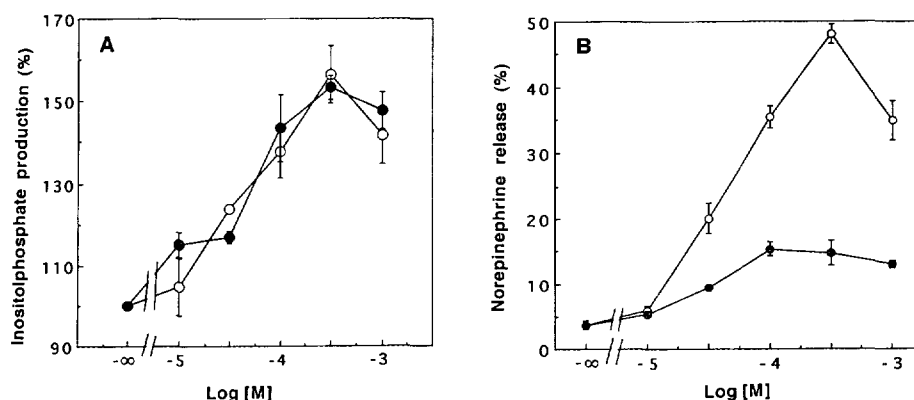 A
Inositolphosphate production (%)
170
150
130
110
90
-∞ -5 -4 -3
Log [M]
B
Norepinephrine release (%)
50
40
30
20
10
0
-∞ -5 -4 -3
Log [M]